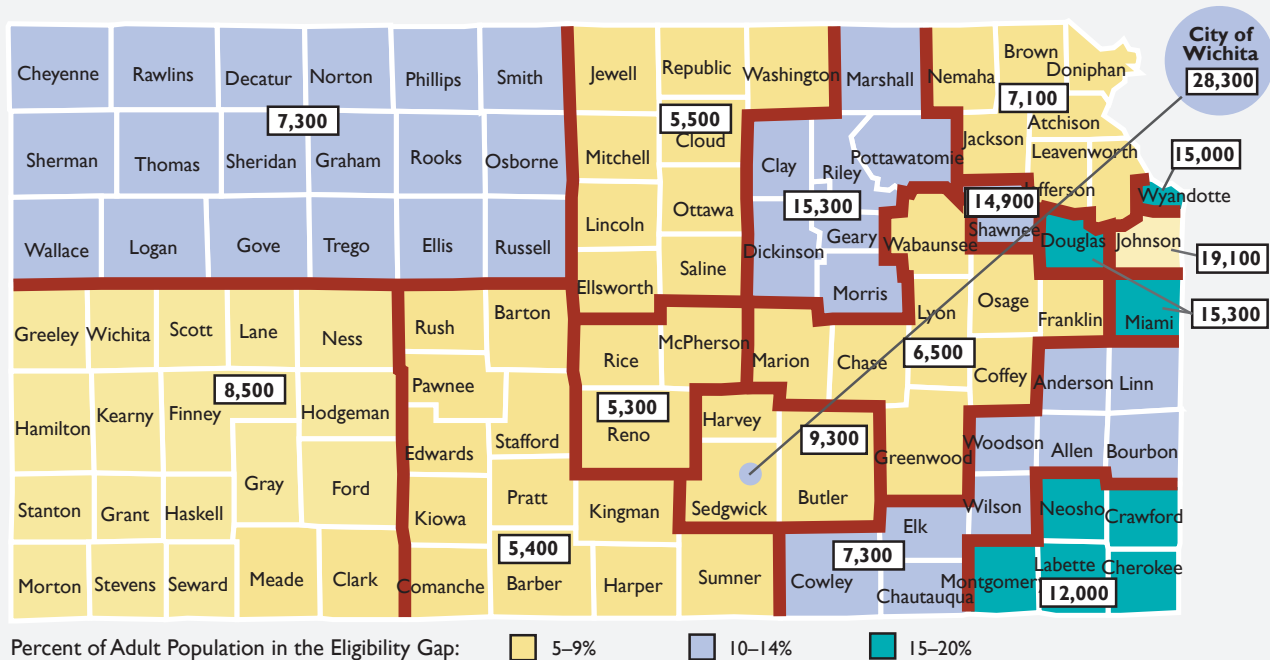 Cheyenne Rawlins Decatur Norton Phillips Smith Jewell Republic Washington Marshall Nemaha Brown Doniphan
City of
Wichita
28,300
7,300 5,500 7,100
Sherman Thomas Sheridan Graham Rooks Osborne Mitchell Cloud Clay Riley Pottawatomie Jackson Atchison
Leavenworth 15,000
Jefferson Wyandotte
Lincoln Ottawa 15,300 14,900
Wallace Logan Gove Trego Ellis Russell Dickinson Geary Wabaunsee Shawnee Douglas Johnson
19,100
Ellsworth Saline Morris
Greeley Wichita Scott Lane Ness Rush Barton Lyon Osage Franklin Miami
15,300
Rice McPherson Marion Chase 6,500 Coffey Anderson Linn
8,500 Pawnee
Hamilton Kearny Finney Hodgeman 5,300
Reno Harvey 9,300
Edwards Stafford Greenwood Woodson Allen Bourbon
Gray Ford
Stanton Grant Haskell Kiowa Pratt Kingman Sedgwick Butler Wilson Neosho Crawford
Elk
5,400 7,300
Morton Stevens Seward Meade Clark Comanche Barber Harper Sumner Cowley Chautauqua Montgomery Labette Cherokee
12,000
Percent of Adult Population in the Eligibility Gap: 5–9% 10–14% 15–20%